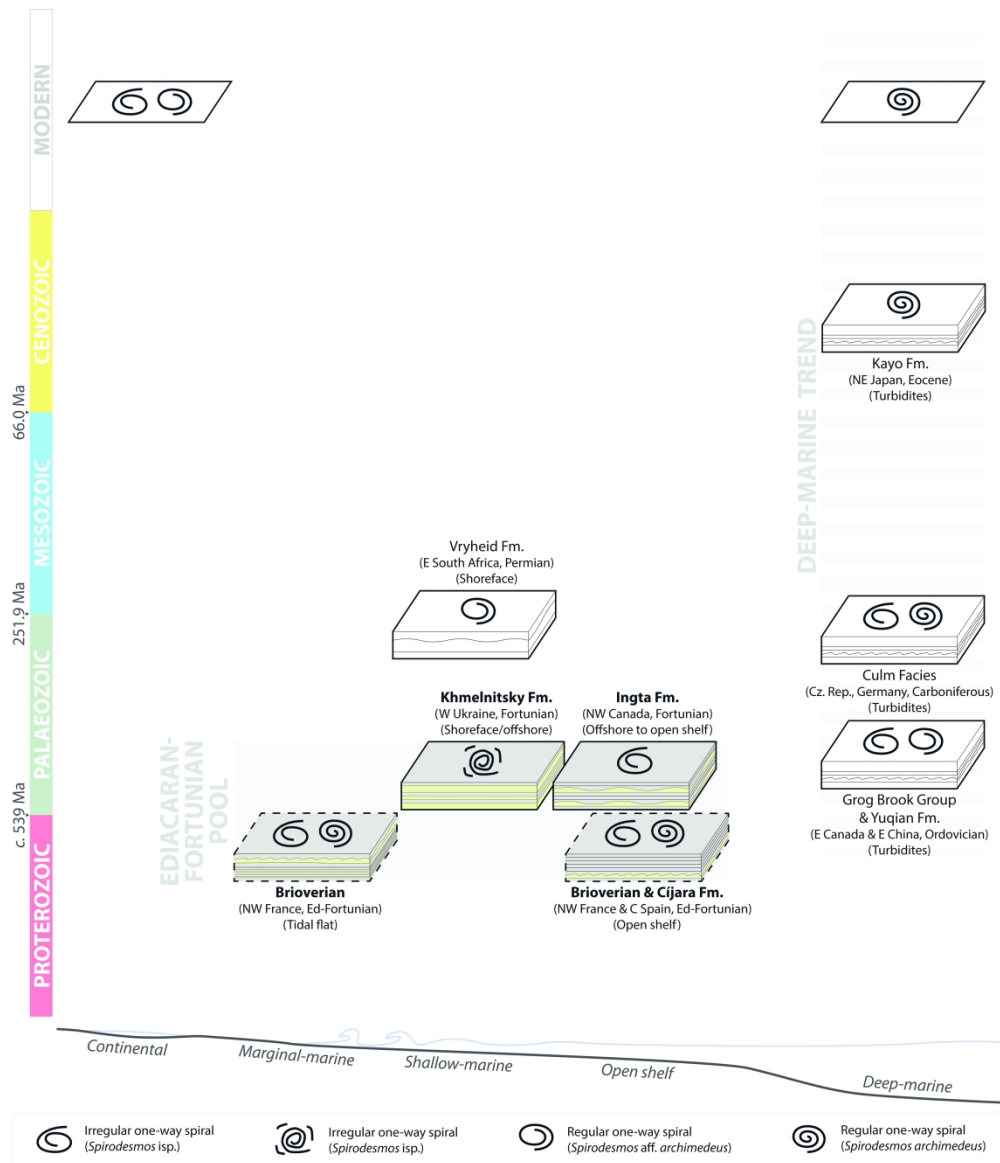 MODERN
CENOZOIC
66.0 Ma
MESOZOIC
251.9 Ma
PALAEOZOIC
c. 539 Ma
PROTEROZOIC
DEEP-MARINE TREND
Kayo Fm.
(NE Japan, Eocene)
(Turbidites)
Vryheid Fm.
(E South Africa, Permian)
(Shoreface)
Culm Facies
(Cz. Rep., Germany, Carboniferous)
(Turbidites)
EDIACARAN-
FORTUNIAN
POOL
Khmelnitsky Fm.
(W Ukraine, Fortunian)
(Shoreface/offshore)
Ingta Fm.
(NW Canada, Fortunian)
(Offshore to open shelf)
Grog Brook Group
& Yuqian Fm.
(E Canada & E China, Ordovician)
(Turbidites)
Brioverian
(NW France, Ed-Fortunian)
(Tidal flat)
Brioverian & Cíjara Fm.
(NW France & C Spain, Ed-Fortunian)
(Open shelf)
Continental
Marginal-marine
Shallow-marine
Open shelf
Deep-marine
Irregular one-way spiral
(Spirodesmos isp.)
Irregular one-way spiral
(Spirodesmos isp.)
Regular one-way spiral
(Spirodesmos aff. archimedeus)
Regular one-way spiral
(Spirodesmos archimedeus)